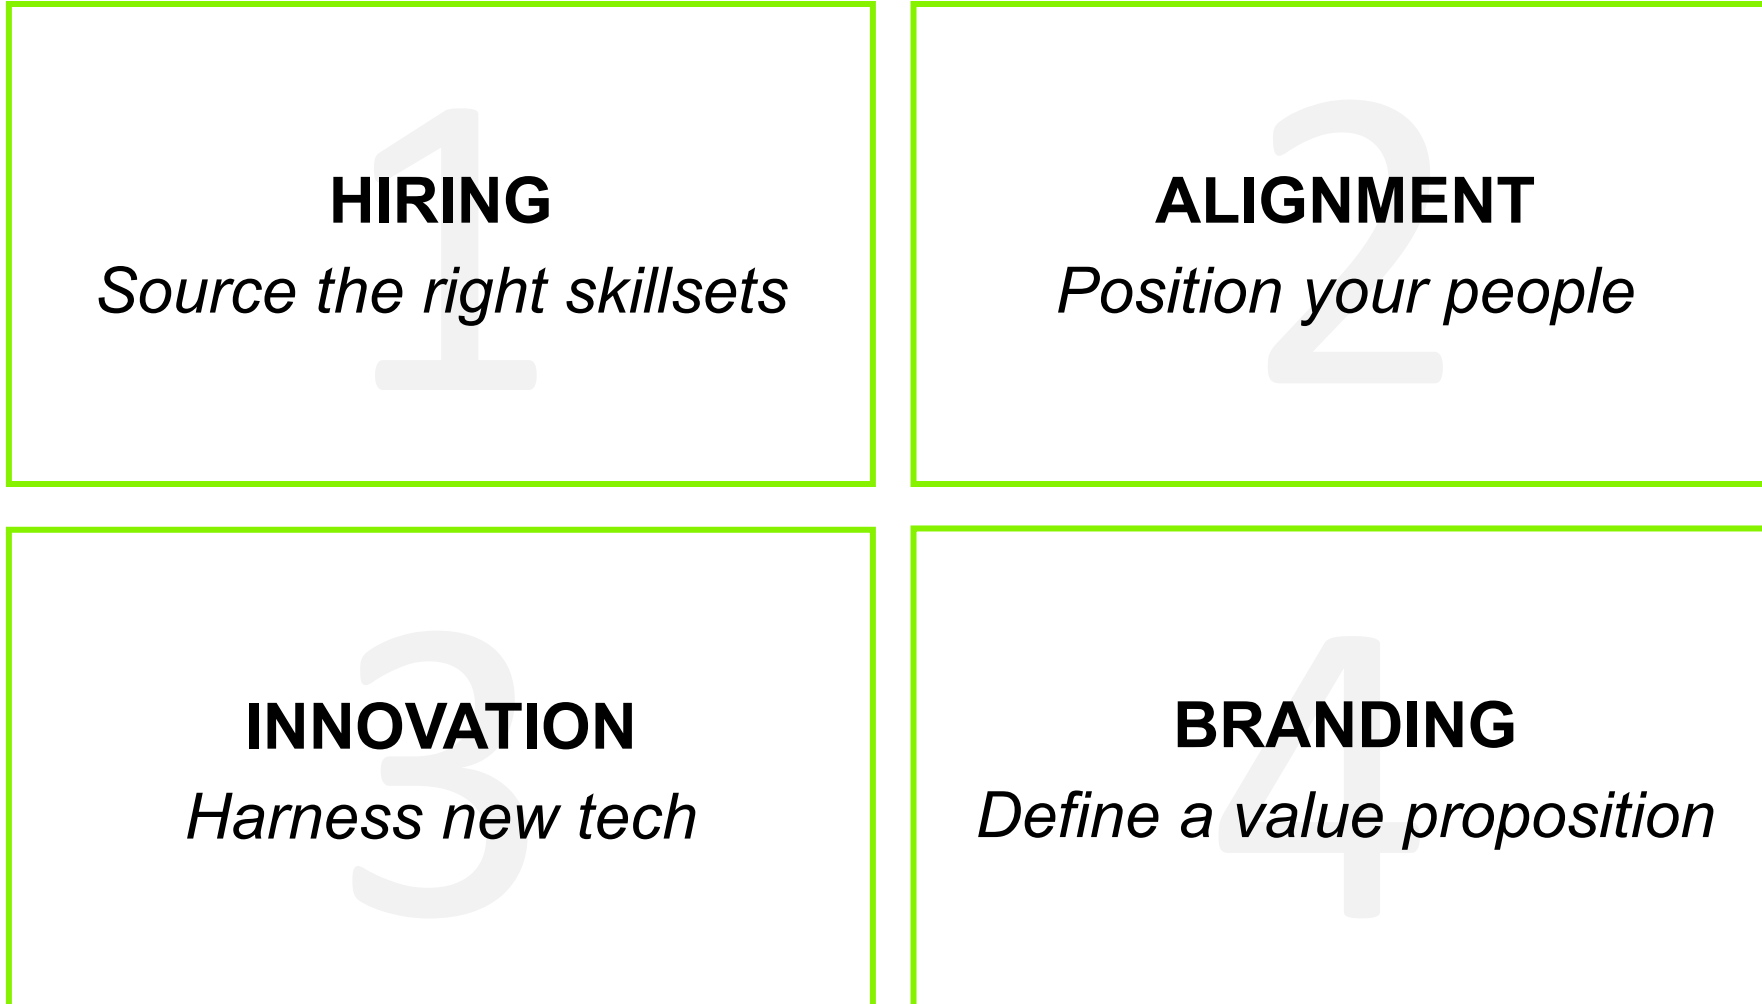 1
HIRING
Source the right skillsets
2
ALIGNMENT
Position your people
3
INNOVATION
Harness new tech
4
BRANDING
Define a value proposition